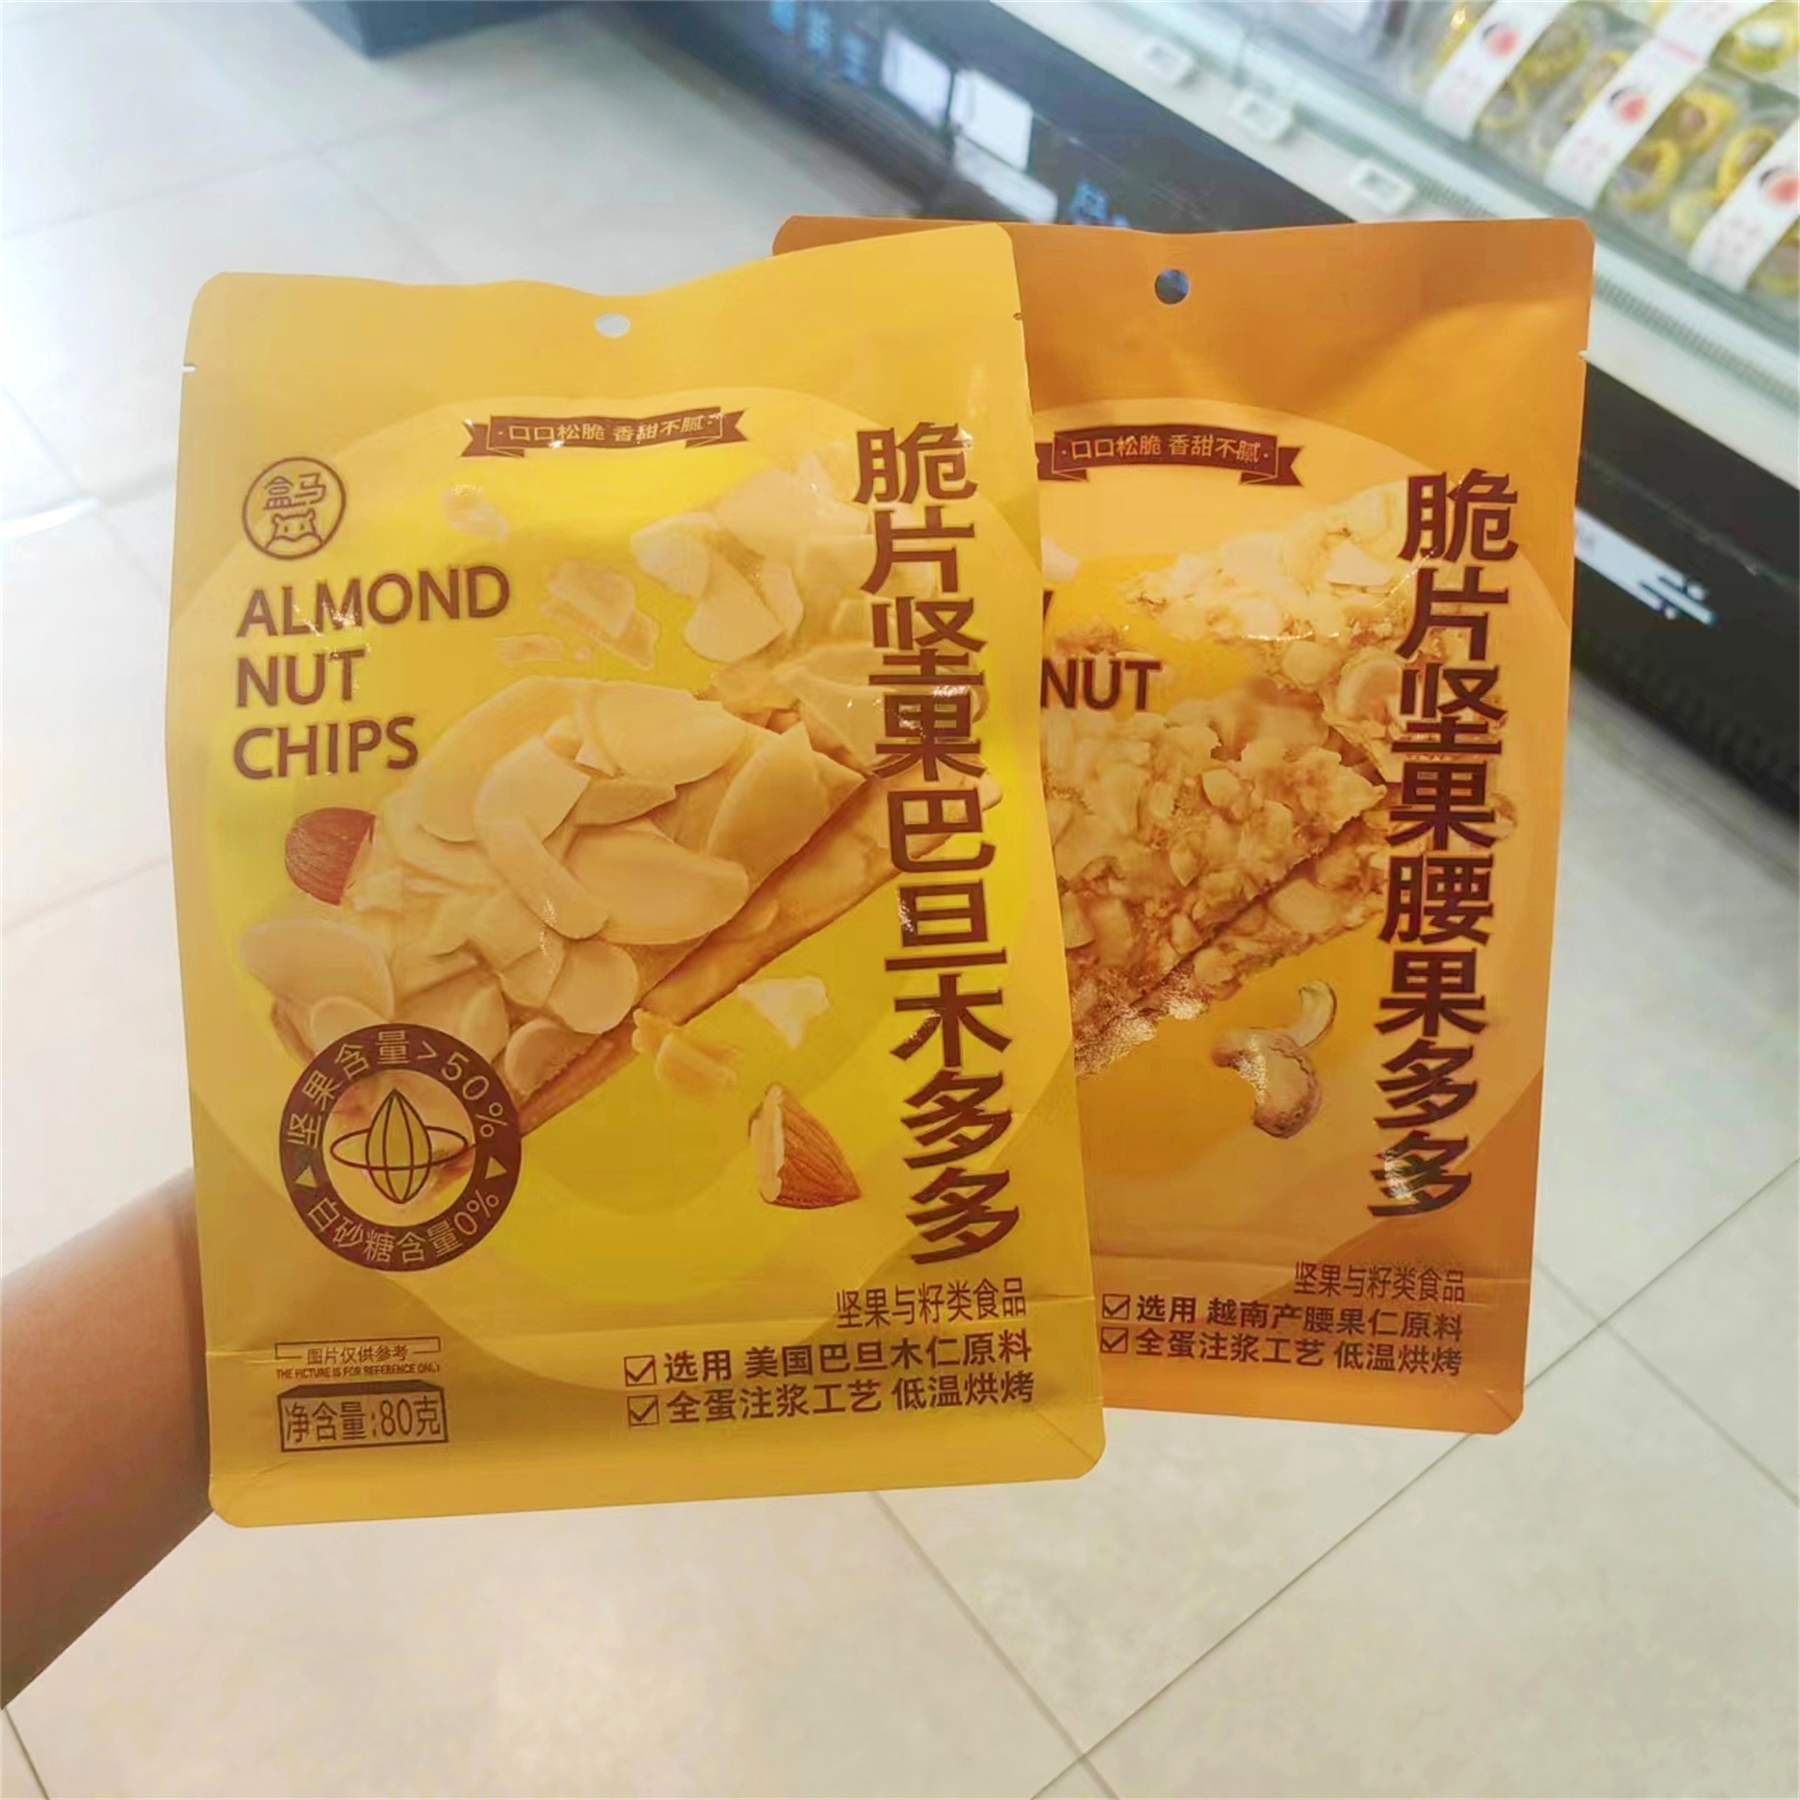 口口松脆 香甜不腻
盒马
ALMOND
NUT
CHIPS
脆片坚果巴旦木多多
坚果含量>50%
白砂糖含量0%
坚果与籽类食品
选用 美国巴旦木仁原料
全蛋注浆工艺 低温烘烤
图片仅供参考
THE PICTURE IS FOR REFERENCE ONLY
净含量:80克
口口松脆 香甜不腻
NUT
脆片坚果腰果多多
坚果与籽类食品
选用 越南产腰果仁原料
全蛋注浆工艺 低温烘烤